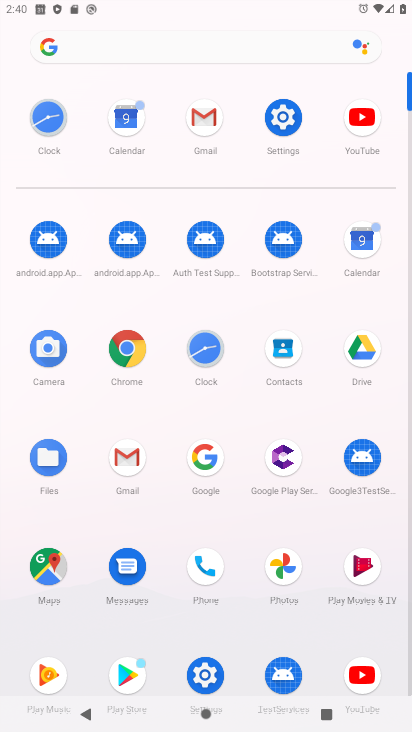 2:40
Clock Calendar Gmail Settings YouTube
android.app.Ap... android.app.Ap... Auth Test Supp... Bootstrap Servi... Calendar
Camera Chrome Clock Contacts Drive
Files Gmail Google Google Play Ser... Google3TestSe...
Maps Messages Phone Photos Play Movies & TV
Play Music Play Store Settings TestServices YouTube